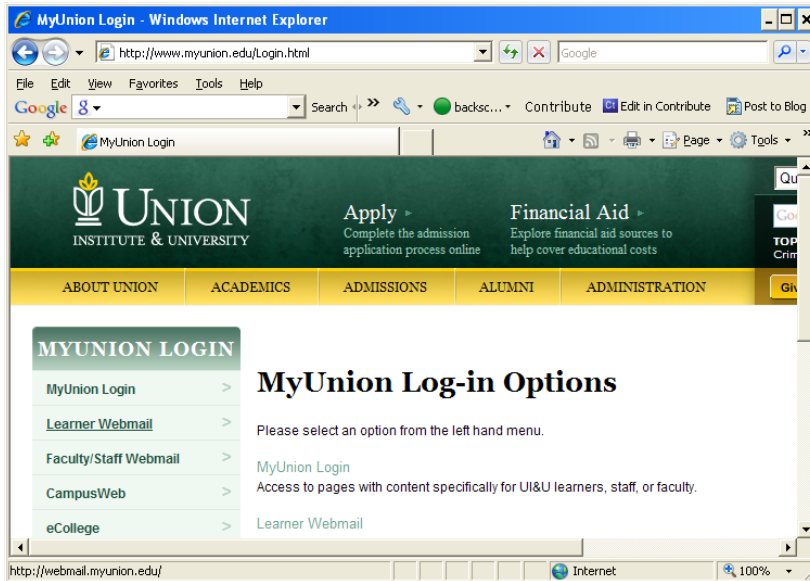 MyUnion Login - Windows Internet Explorer
http://www.myunion.edu/Login.html
Google
File Edit View Favorites Tools Help
Google Search backsc... Contribute Edit in Contribute Post to Blog
MyUnion Login Page Tools
UNION
INSTITUTE & UNIVERSITY
Apply
Complete the admission
application process online
Financial Aid
Explore financial aid sources to
help cover educational costs
Qu
Goo
TOP
Crim
ABOUT UNION ACADEMICS ADMISSIONS ALUMNI ADMINISTRATION
MYUNION LOGIN
MyUnion Login >
Learner Webmail >
Faculty/Staff Webmail >
CampusWeb >
eCollege >
MyUnion Log-in Options
Please select an option from the left hand menu.
MyUnion Login
Access to pages with content specifically for UI&U learners, staff, or faculty.
Learner Webmail
http://webmail.myunion.edu/ Internet 100%